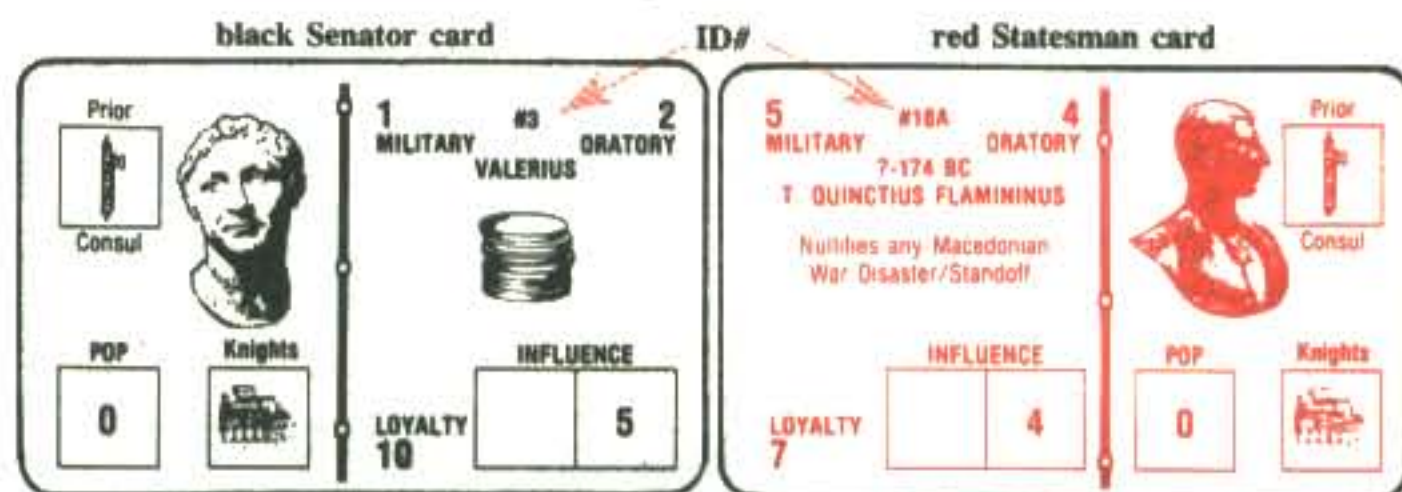 black Senator card
ID#
red Statesman card
Prior
Consul
1
MILITARY
#3
2
ORATORY
VALERIUS
POP
0
Knights
LOYALTY
10
INFLUENCE
5
5
MILITARY
#18A
4
ORATORY
?-174 BC
T. QUINCTIUS FLAMININUS
Nullifies any Macedonian
War Disaster/Standoff
Prior
Consul
LOYALTY
7
INFLUENCE
4
POP
0
Knights